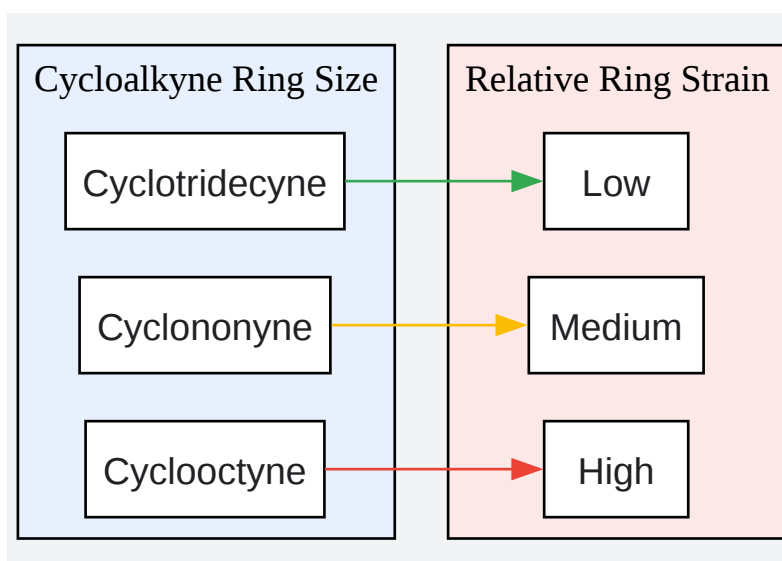 Cycloalkyne Ring Size
Relative Ring Strain
Cyclotridecyne
Low
Cyclononyne
Medium
Cyclooctyne
High